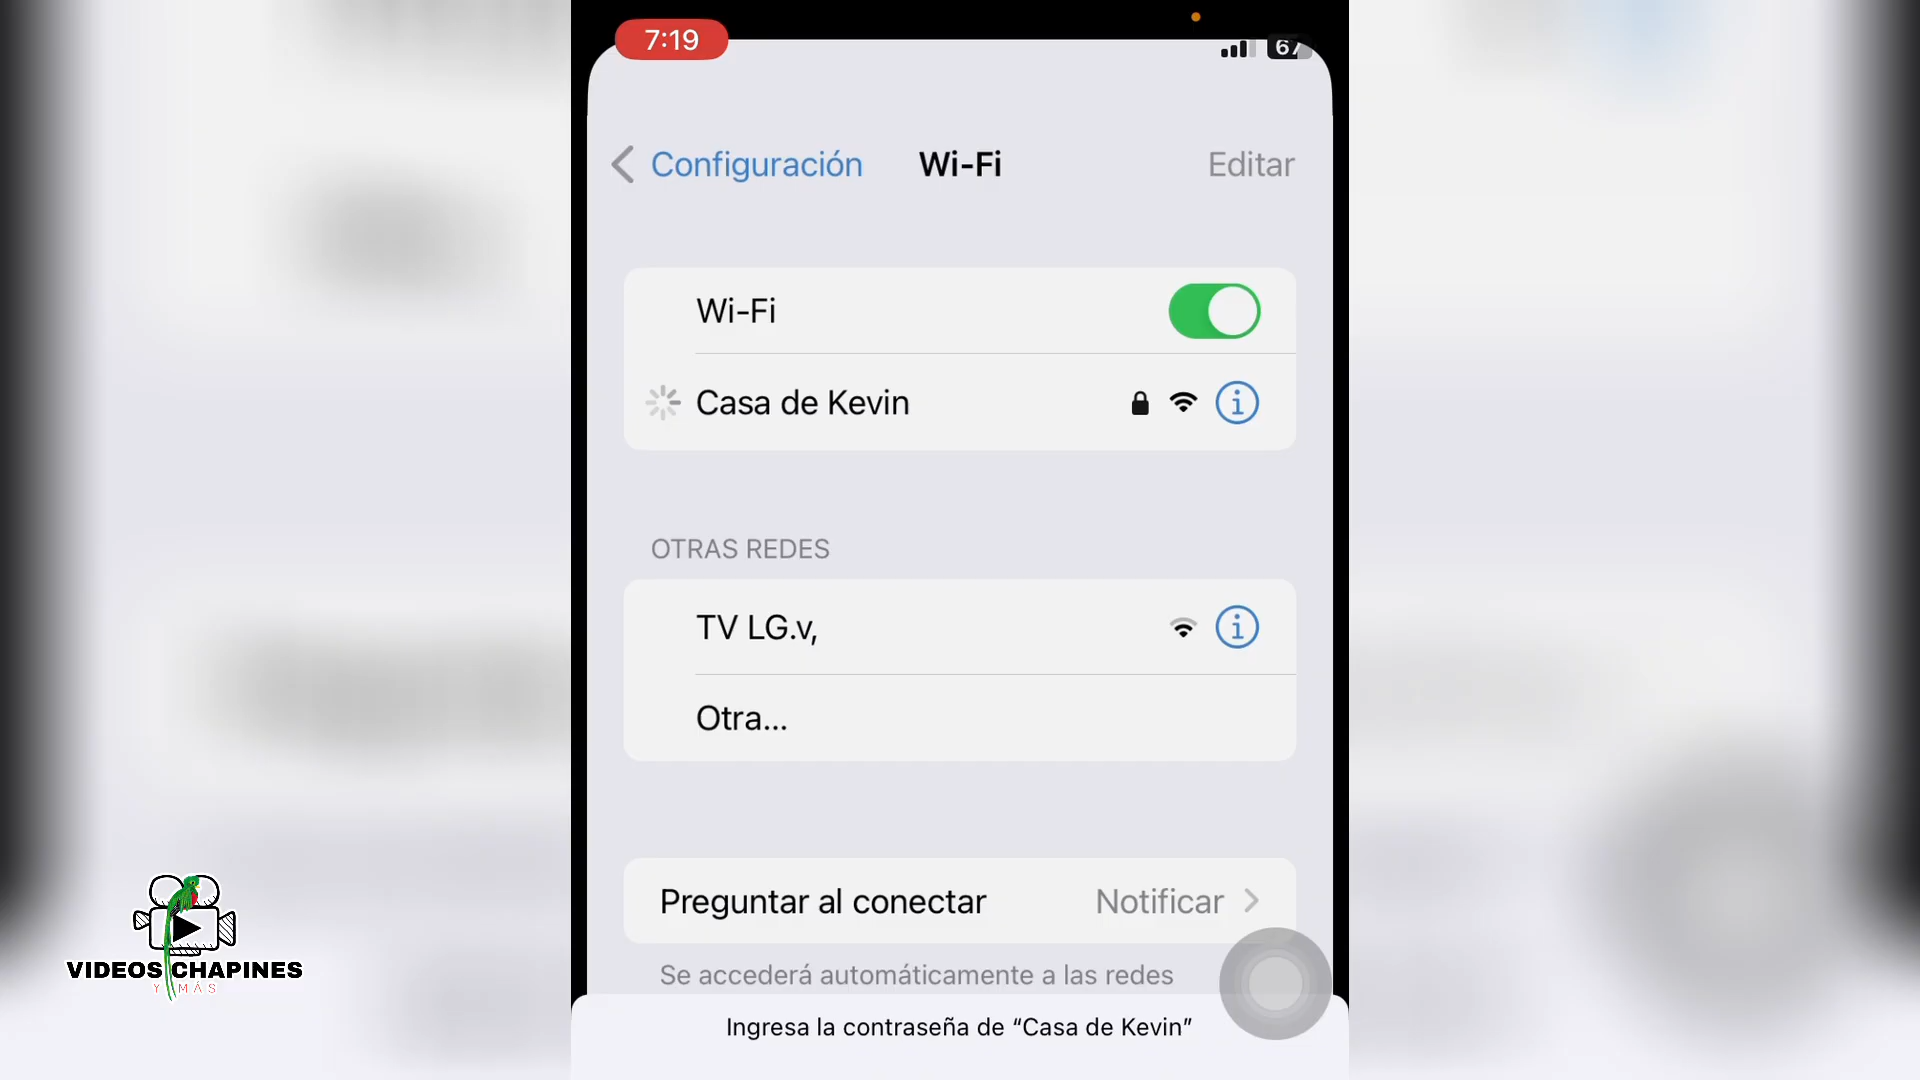 7:19
67
Configuración
Wi-Fi
Editar
Wi-Fi
Casa de Kevin
OTRAS REDES
TV LG.v,
Otra...
Preguntar al conectar
Notificar
Se accederá automáticamente a las redes
Ingresa la contraseña de “Casa de Kevin”
VIDEOS CHAPINES
Y MÁS